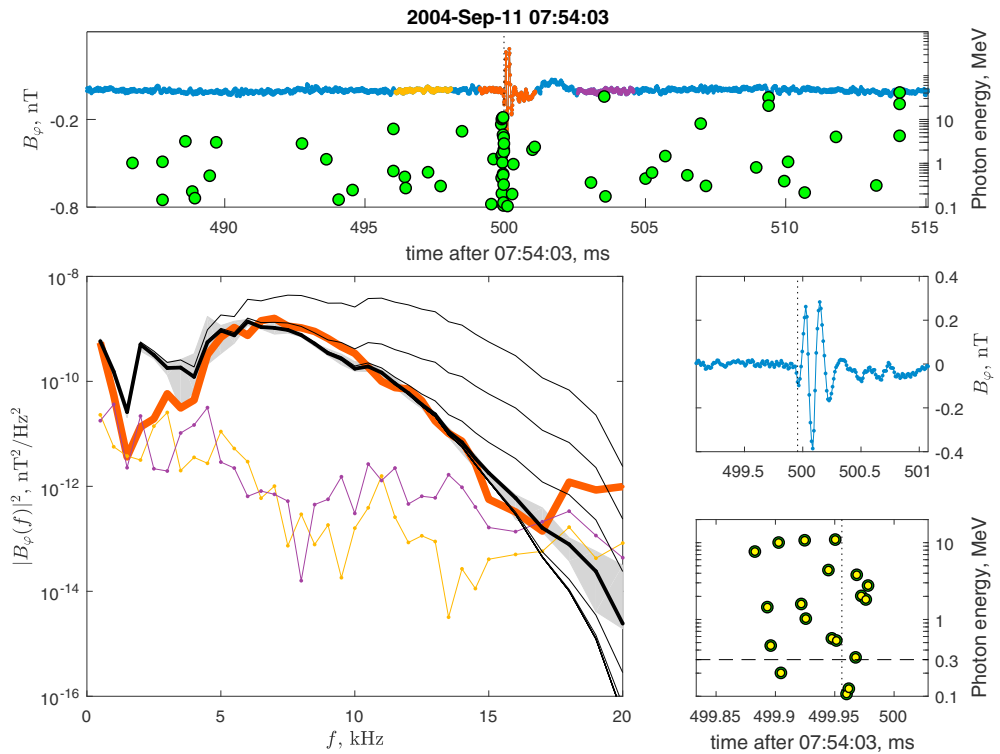 2004-Sep-11 07:54:03
B_φ, nT
-0.2
-0.8
10
1
0.1
Photon energy, MeV
490 495 500 505 510 515
time after 07:54:03, ms
|B_φ(f)|², nT²/Hz²
10⁻⁸
10⁻¹⁰
10⁻¹²
10⁻¹⁴
10⁻¹⁶
0 5 10 15 20
f, kHz
0.4
0.2
0
-0.2
-0.4
B_φ, nT
499.5 500 500.5 501
10
1
0.3
0.1
Photon energy, MeV
499.85 499.9 499.95 500
time after 07:54:03, ms